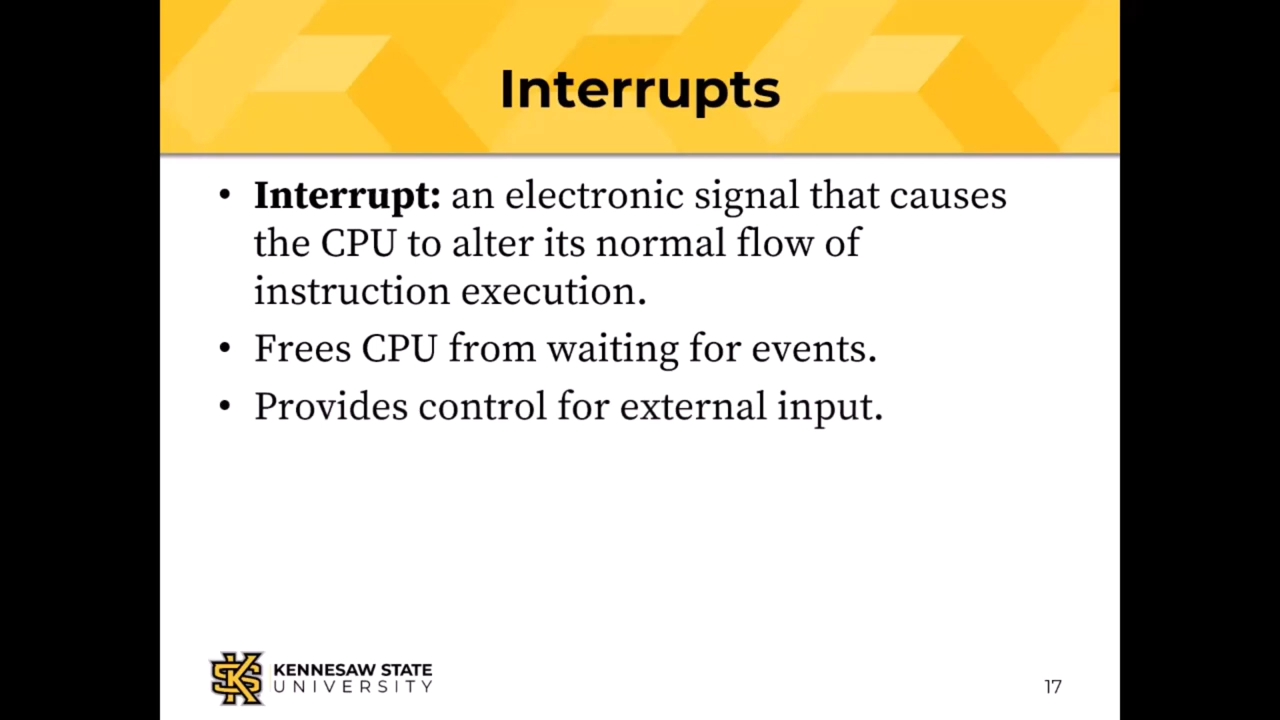 Interrupts
• Interrupt: an electronic signal that causes
the CPU to alter its normal flow of
instruction execution.
• Frees CPU from waiting for events.
• Provides control for external input.
KS
KENNESAW STATE
UNIVERSITY
17